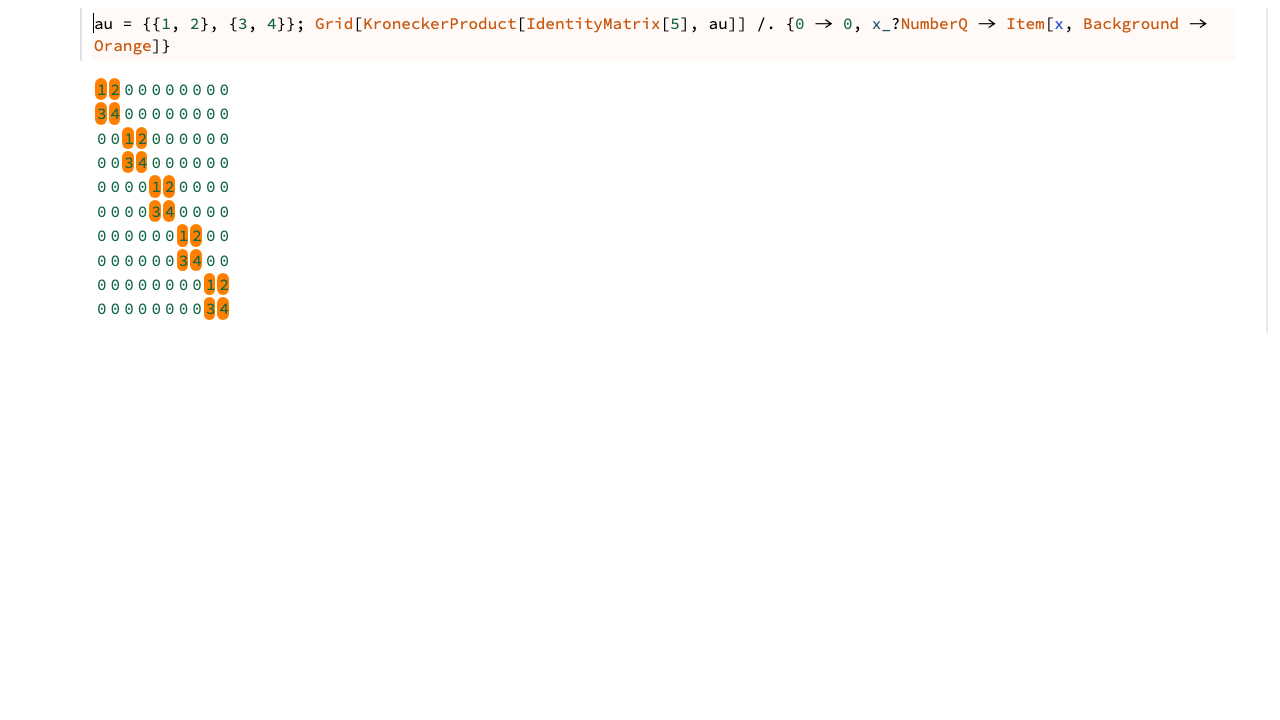 au = {{1, 2}, {3, 4}}; Grid[KroneckerProduct[IdentityMatrix[5], au]] /. {0 → 0, x_?NumberQ → Item[x, Background →
Orange]}
1 2 0 0 0 0 0 0 0 0
3 4 0 0 0 0 0 0 0 0
0 0 1 2 0 0 0 0 0 0
0 0 3 4 0 0 0 0 0 0
0 0 0 0 1 2 0 0 0 0
0 0 0 0 3 4 0 0 0 0
0 0 0 0 0 0 1 2 0 0
0 0 0 0 0 0 3 4 0 0
0 0 0 0 0 0 0 0 1 2
0 0 0 0 0 0 0 0 3 4